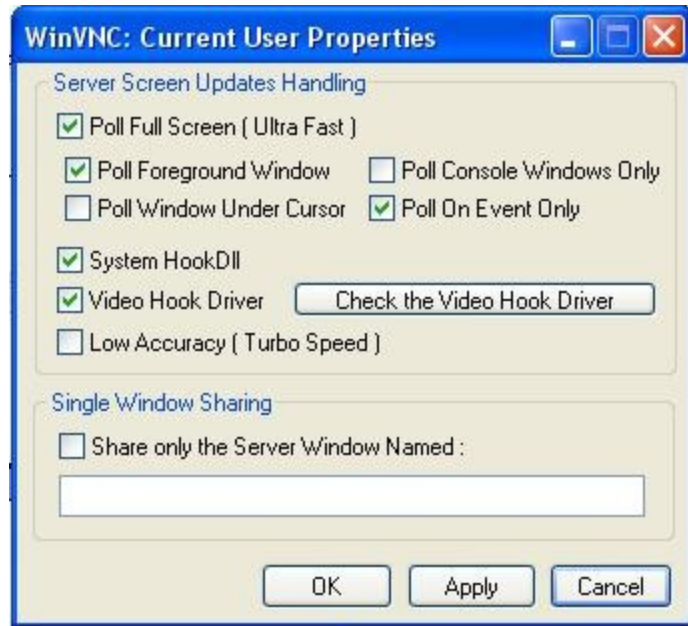 WinVNC: Current User Properties
Server Screen Updates Handling
Poll Full Screen ( Ultra Fast )
Poll Foreground Window Poll Console Windows Only
Poll Window Under Cursor Poll On Event Only
System HookDll
Video Hook Driver Check the Video Hook Driver
Low Accuracy ( Turbo Speed )
Single Window Sharing
Share only the Server Window Named :
OK Apply Cancel